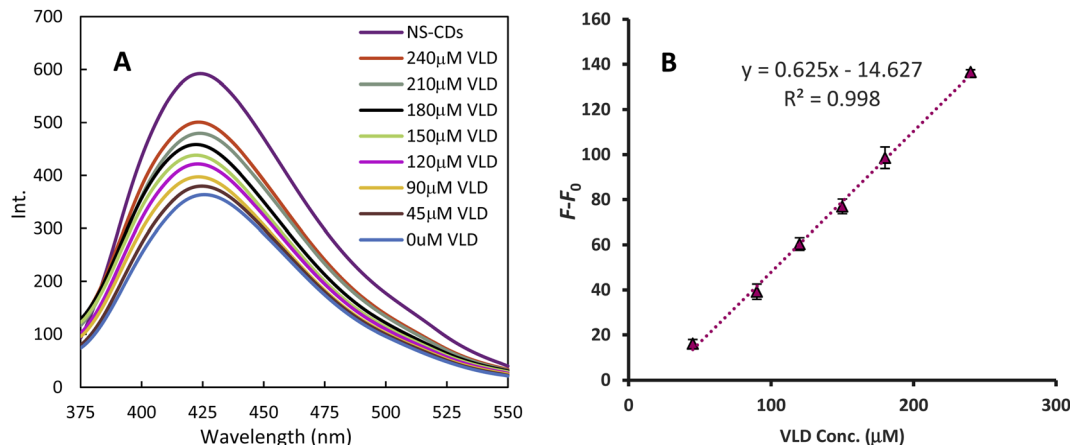 A
700
600
500
400
300
200
100
0
Int.
375
400
425
450
475
500
525
550
Wavelength (nm)
NS-CDs
240μM VLD
210μM VLD
180μM VLD
150μM VLD
120μM VLD
90μM VLD
45μM VLD
0uM VLD
B
y = 0.625x - 14.627
R² = 0.998
160
140
120
100
80
60
40
20
0
F-F₀
0
100
200
300
VLD Conc. (μM)